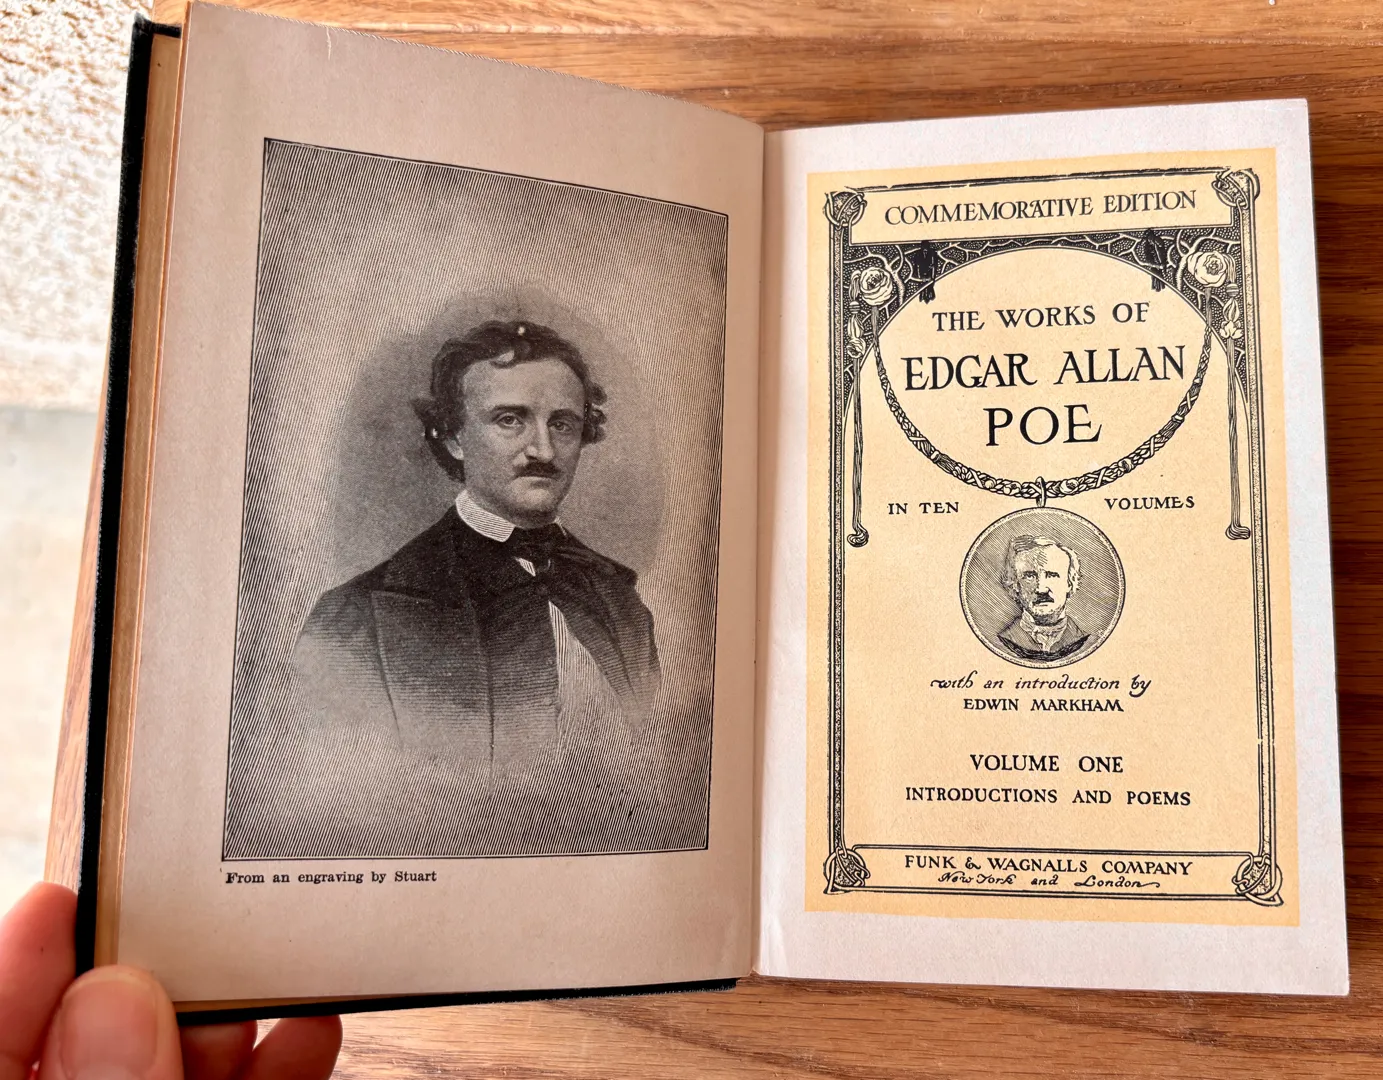 From an engraving by Stuart
COMMEMORATIVE EDITION
THE WORKS OF
EDGAR ALLAN
POE
IN TEN VOLUMES
with an introduction by
EDWIN MARKHAM
VOLUME ONE
INTRODUCTIONS AND POEMS
FUNK & WAGNALLS COMPANY
New York and London